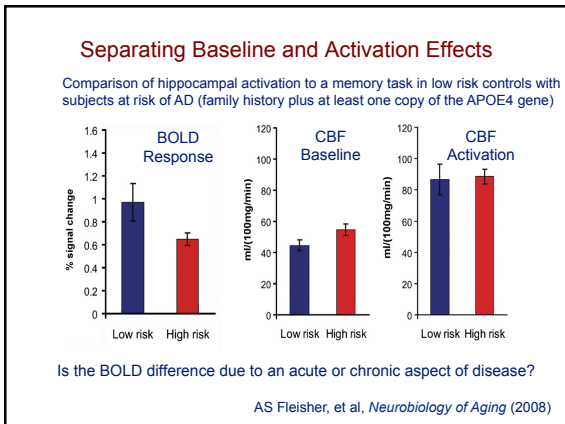 Separating Baseline and Activation Effects
Comparison of hippocampal activation to a memory task in low risk controls with
subjects at risk of AD (family history plus at least one copy of the APOE4 gene)
BOLD
Response
% signal change
1.6
1.4
1.2
1
0.8
0.6
0.4
0.2
0
Low risk High risk
CBF
Baseline
ml/(100mg/min)
120
100
80
60
40
20
0
Low risk High risk
CBF
Activation
ml/(100mg/min)
120
100
80
60
40
20
0
Low risk High risk
Is the BOLD difference due to an acute or chronic aspect of disease?
AS Fleisher, et al, Neurobiology of Aging (2008)